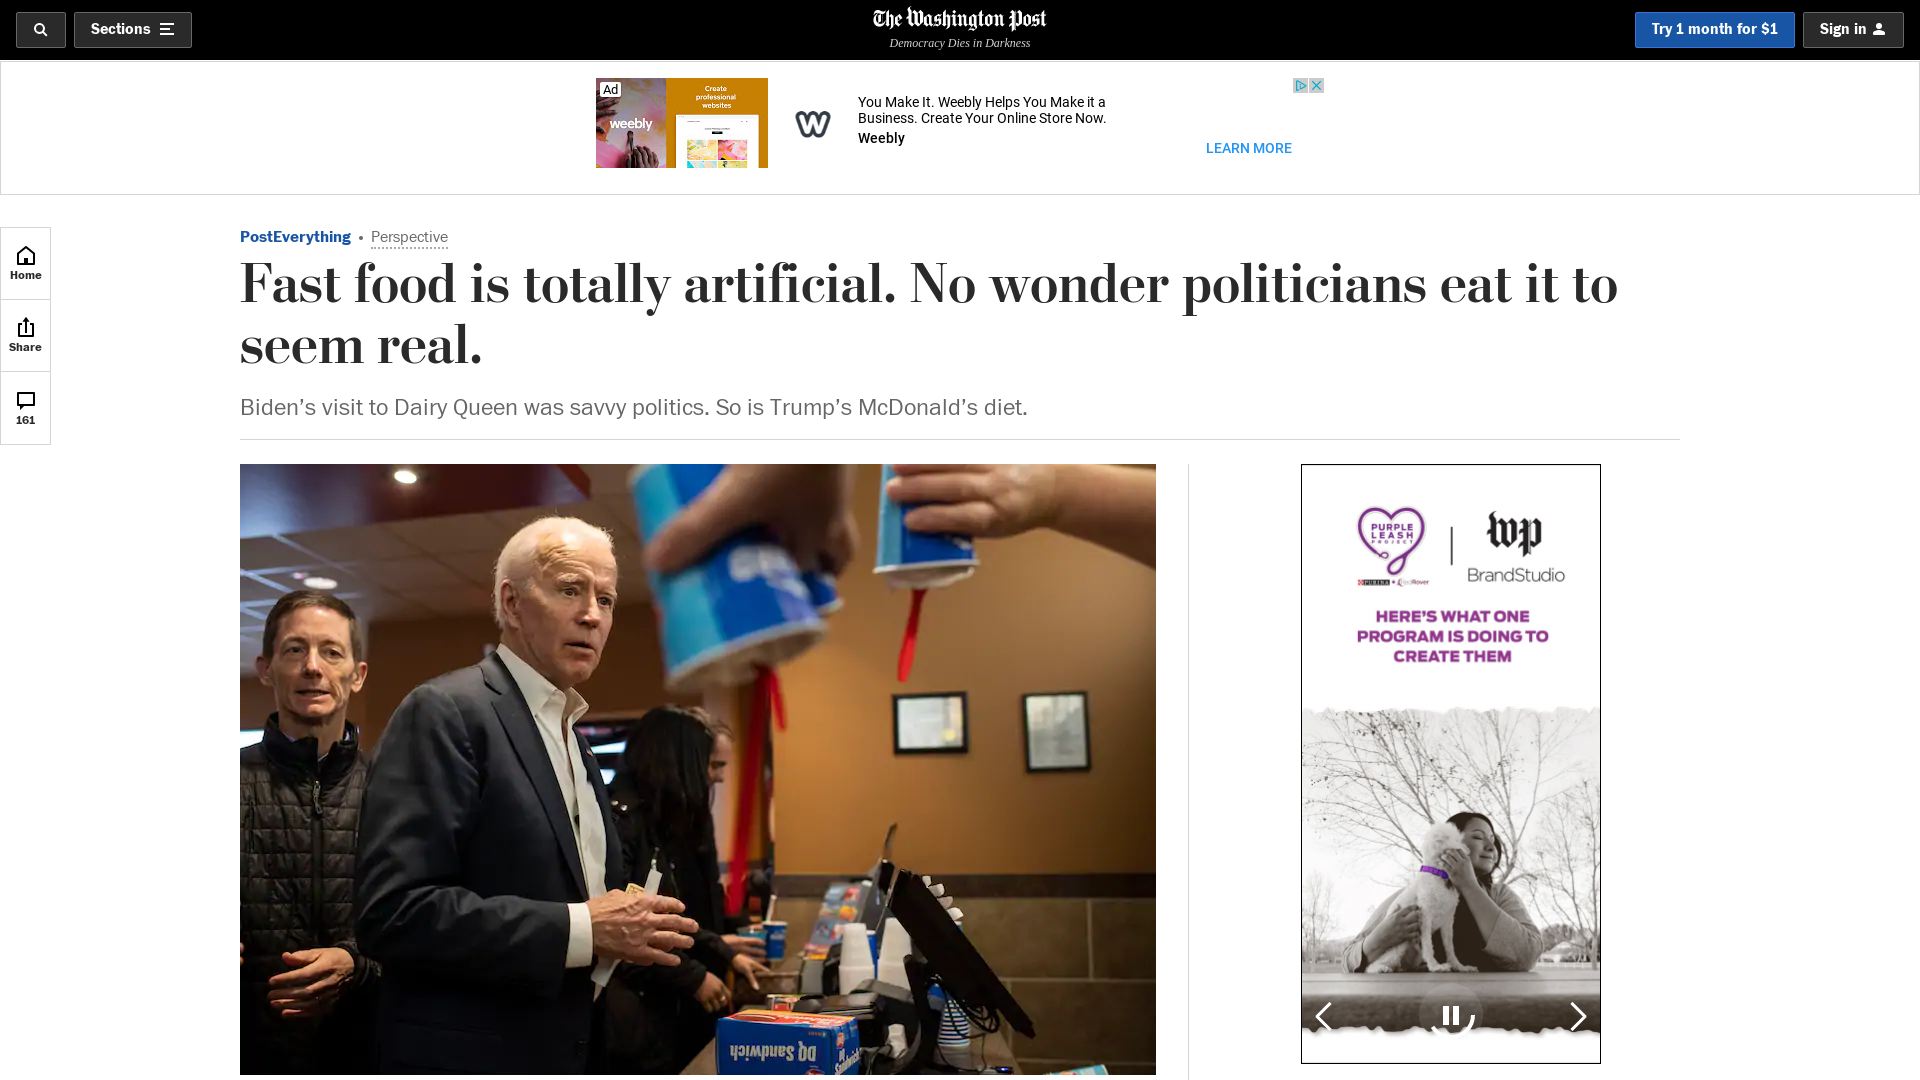 Sections
The Washington Post
Democracy Dies in Darkness
Try 1 month for $1
Sign in
Ad
weebly
Create
professional
websites
W
You Make It. Weebly Helps You Make it a
Business. Create Your Online Store Now.
Weebly
LEARN MORE
Home
Share
161
PostEverything • Perspective
Fast food is totally artificial. No wonder politicians eat it to
seem real.
Biden’s visit to Dairy Queen was savvy politics. So is Trump’s McDonald’s diet.
DQ Sandwich
PURPLE
LEASH
PROJECT
PURINA
wp
BrandStudio
HERE'S WHAT ONE
PROGRAM IS DOING TO
CREATE THEM